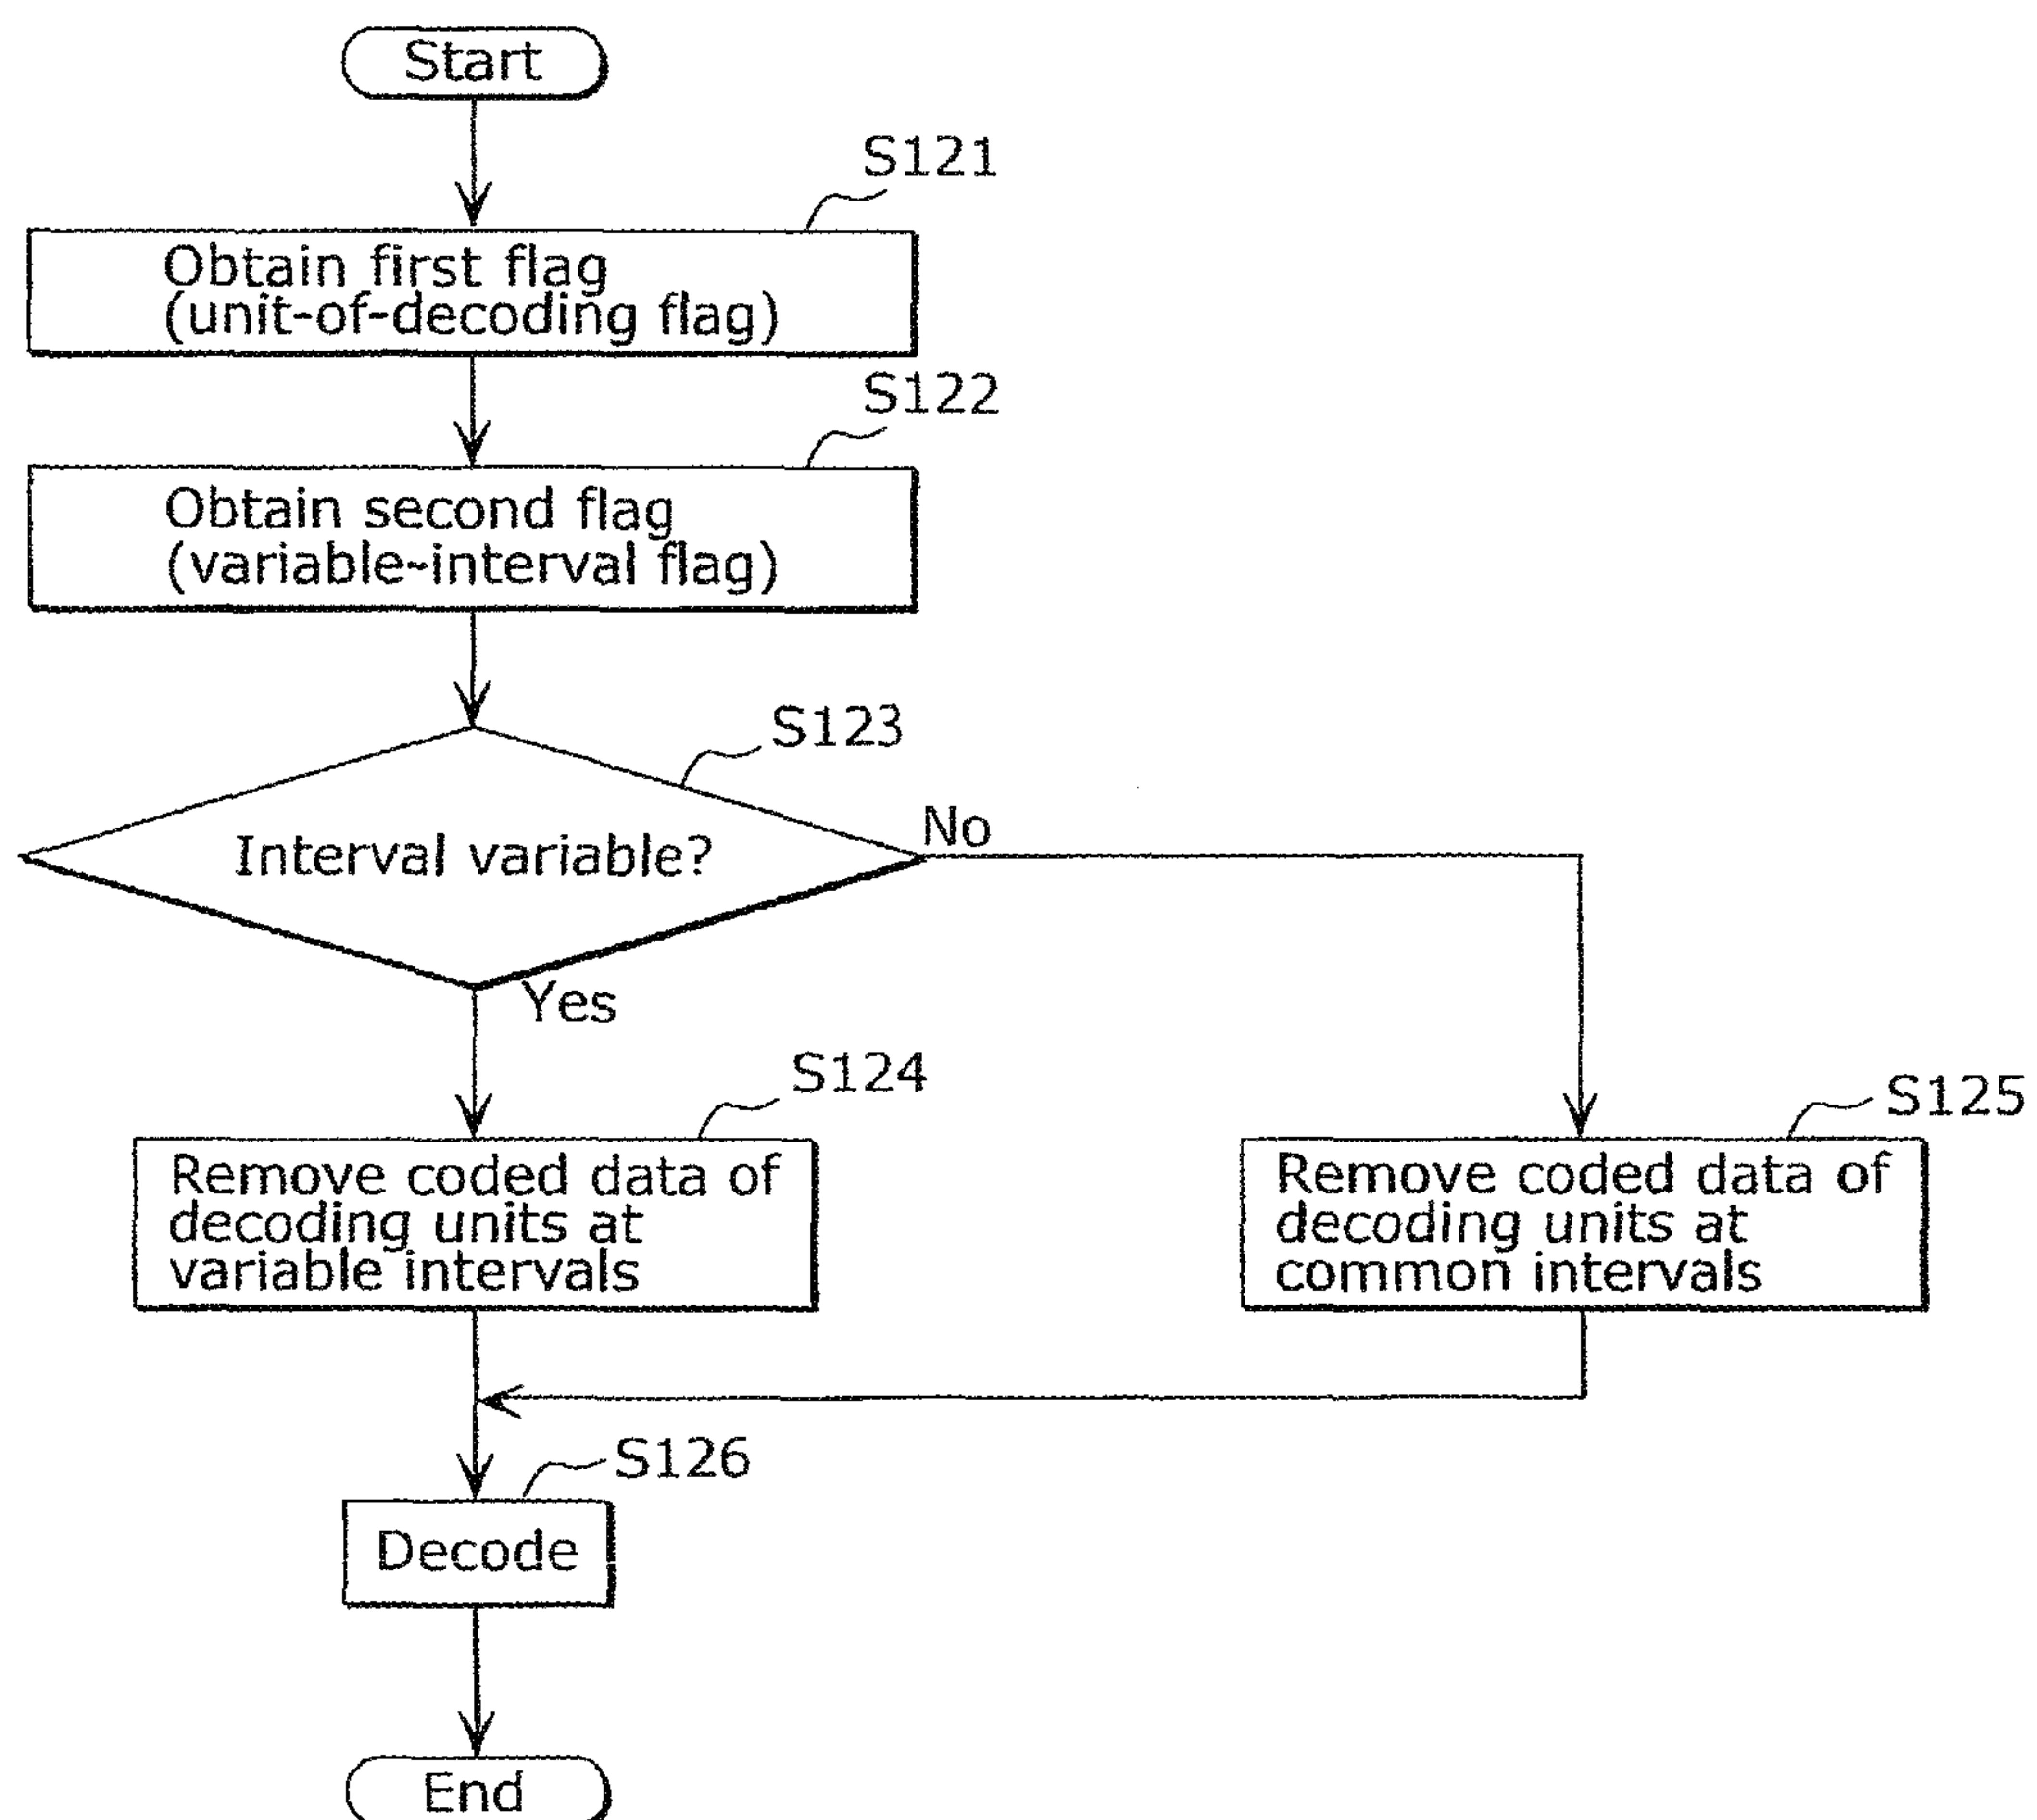 Start
S121
Obtain first flag
(unit-of-decoding flag)
S122
Obtain second flag
(variable-interval flag)
S123
Interval variable?
No
Yes
S124
Remove coded data of
decoding units at
variable intervals
S125
Remove coded data of
decoding units at
common intervals
S126
Decode
End